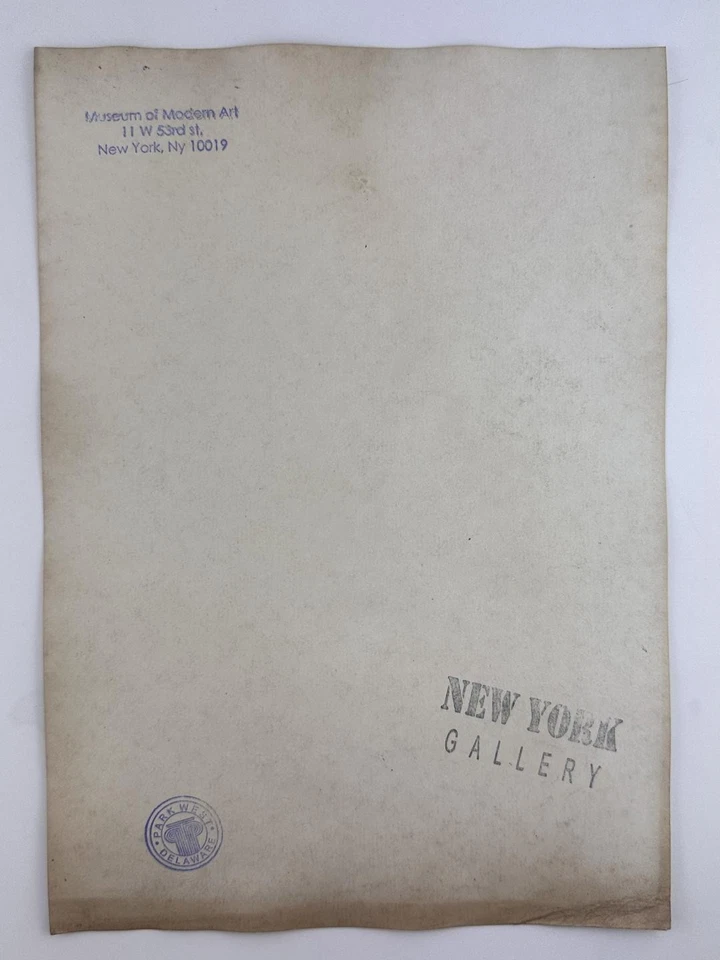 Museum of Modern Art
11 W 53rd st,
New York, Ny 10019
NEW YORK
GALLERY
• PARK WEST •
DELAWARE